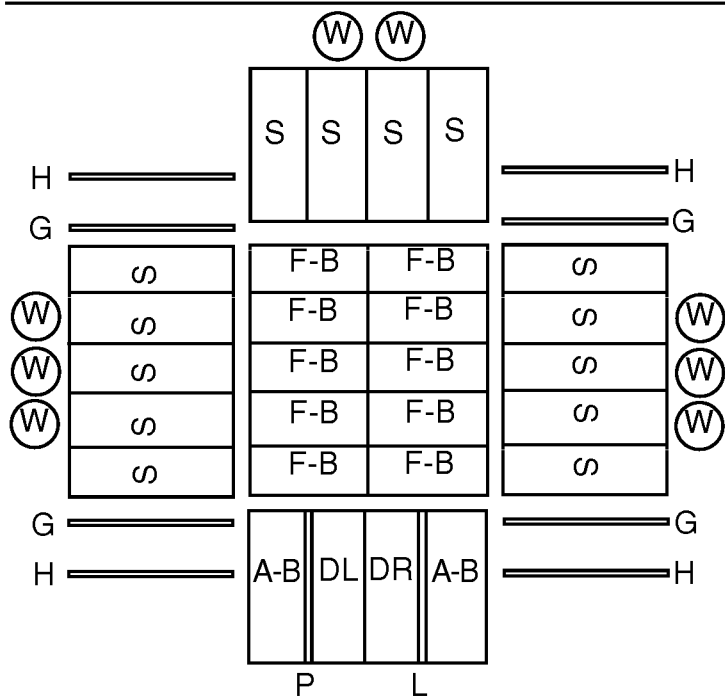 W W
S S S S
H H
G G
S F-B F-B S
W S F-B F-B S W
W S F-B F-B S W
W S F-B F-B S W
S F-B F-B S
G G
H A-B DL DR A-B H
P L